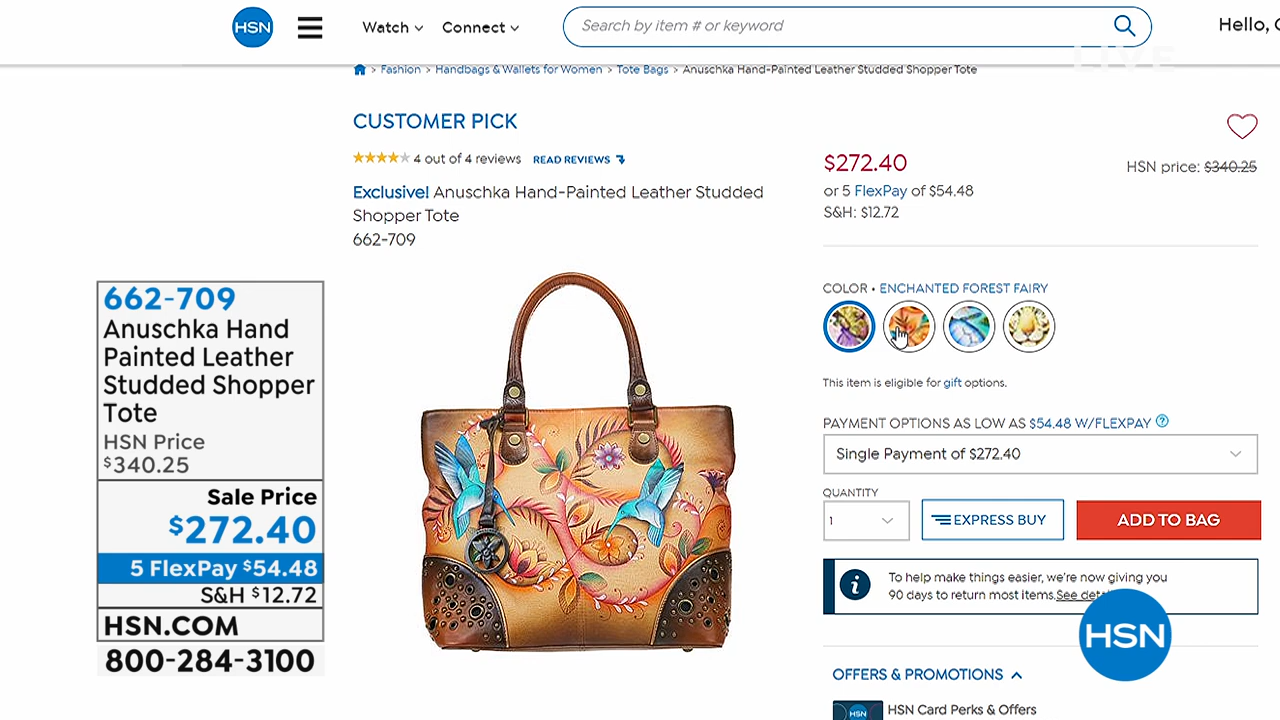 HSN
Watch
Connect
Search by item # or keyword
Hello,
LIVE
> Fashion > Handbags & Wallets for Women > Tote Bags > Anuschka Hand-Painted Leather Studded Shopper Tote
CUSTOMER PICK
4 out of 4 reviews READ REVIEWS
Exclusive! Anuschka Hand-Painted Leather Studded
Shopper Tote
662-709
$272.40
HSN price: $340.25
or 5 FlexPay of $54.48
S&H: $12.72
COLOR • ENCHANTED FOREST FAIRY
This item is eligible for gift options.
PAYMENT OPTIONS AS LOW AS $54.48 W/FLEXPAY ?
Single Payment of $272.40
QUANTITY
1
EXPRESS BUY
ADD TO BAG
i
To help make things easier, we're now giving you
90 days to return most items.See
HSN
OFFERS & PROMOTIONS
HSN
HSN Card Perks & Offers
662-709
Anuschka Hand
Painted Leather
Studded Shopper
Tote
HSN Price
$340.25
Sale Price
$272.40
5 FlexPay $54.48
S&H $12.72
HSN.COM
800-284-3100